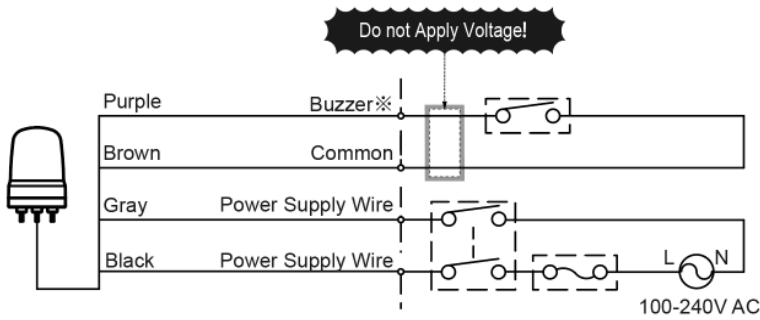 Do not Apply Voltage!
Purple Buzzer※
Brown Common
Gray Power Supply Wire
Black Power Supply Wire
L N
100-240V AC